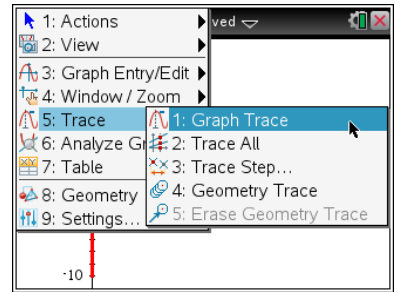 1: Actions
ved
2: View
3: Graph Entry/Edit
4: Window / Zoom
5: Trace
1: Graph Trace
6: Analyze Gr
2: Trace All
7: Table
3: Trace Step...
8: Geometry
4: Geometry Trace
9: Settings...
5: Erase Geometry Trace
-10